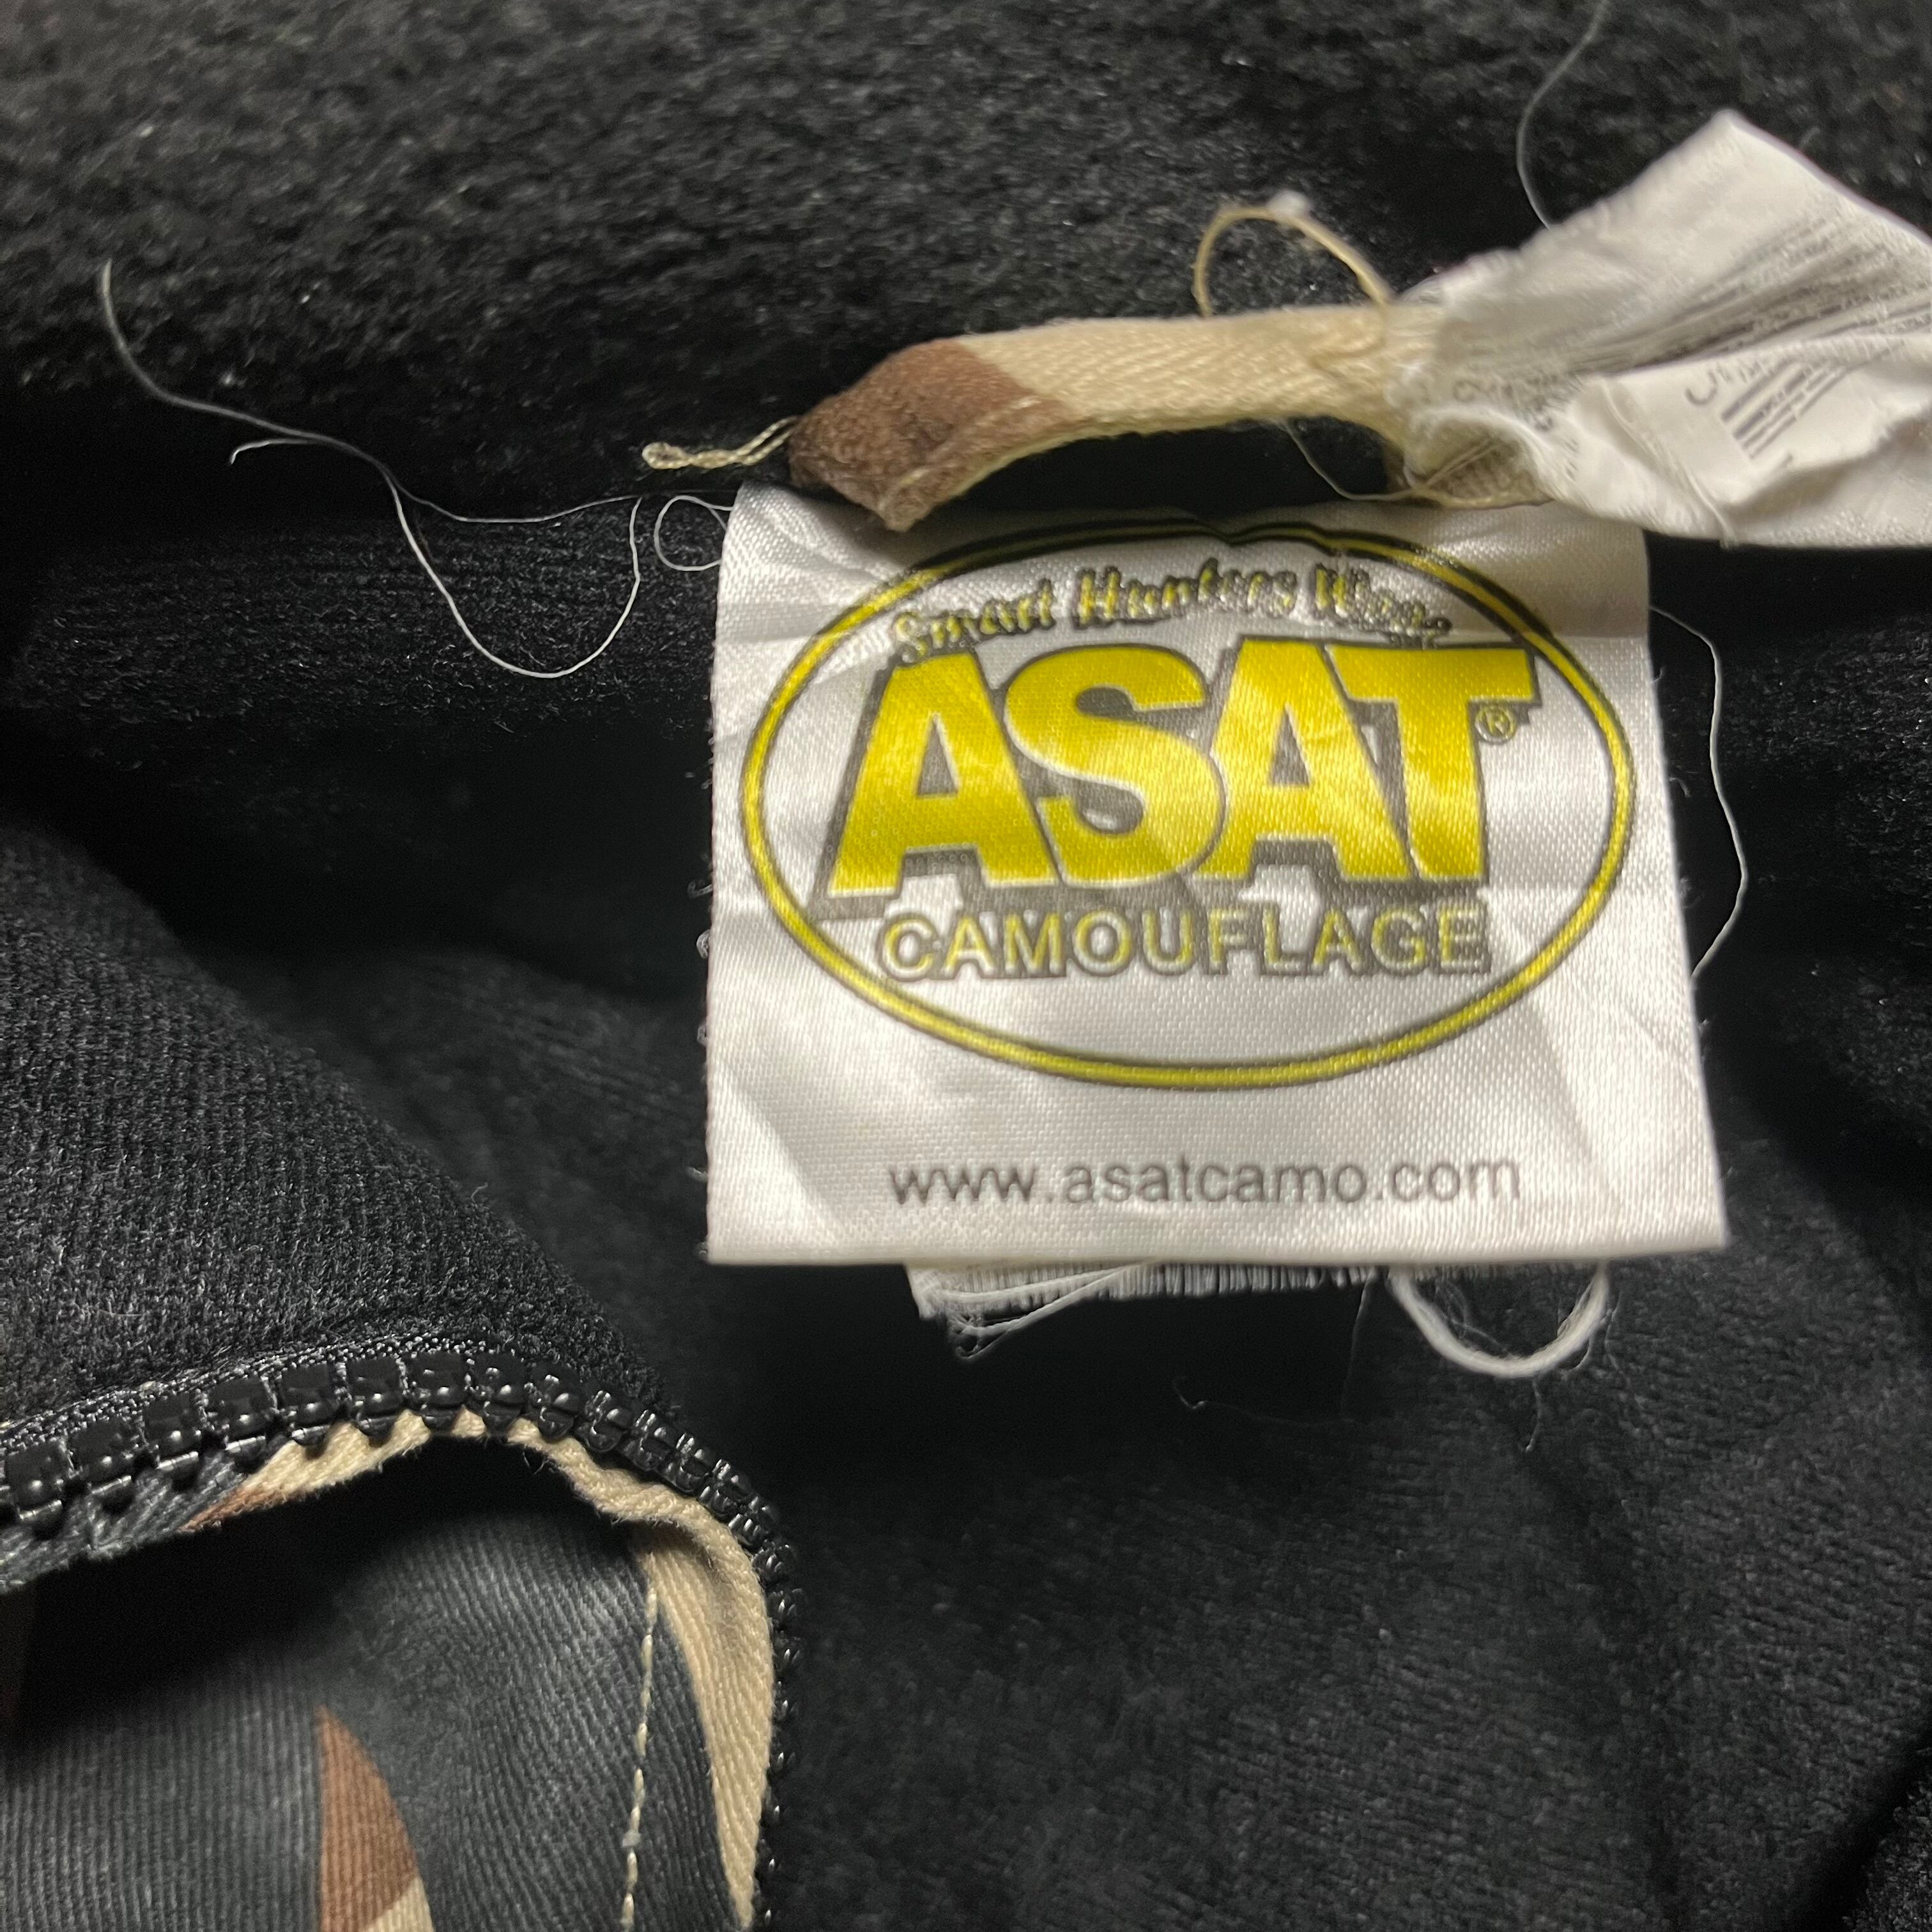 Smart Hunters Wear
ASAT®
CAMOUFLAGE
www.asatcamo.com